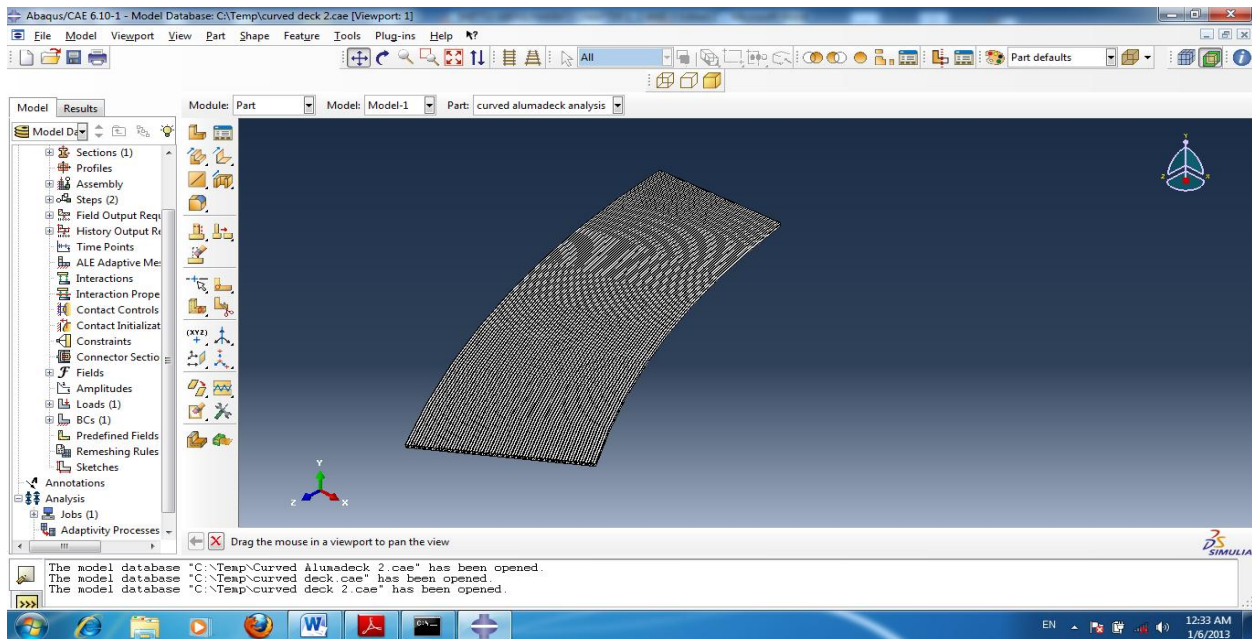 Abaqus/CAE 6.10-1 - Model Database: C:\Temp\curved deck 2.cae [Viewport: 1]
File Model Viewport View Part Shape Feature Tools Plug-ins Help
All Part defaults
Model Results Module: Part Model: Model-1 Part: curved alumadeck analysis
Model Da
Sections (1)
Profiles
Assembly
Steps (2)
Field Output Requ
History Output Re
Time Points
ALE Adaptive Me
Interactions
Interaction Prope
Contact Controls
Contact Initializat
Constraints
Connector Sectio
Fields
Amplitudes
Loads (1)
BCs (1)
Predefined Fields
Remeshing Rules
Sketches
Annotations
Analysis
Jobs (1)
Adaptivity Processes
(XYZ)
Y
Z X
Y
Z X
Drag the mouse in a viewport to pan the view
SIMULIA
The model database "C:\Temp\Curved Alumadeck 2.cae" has been opened.
The model database "C:\Temp\curved deck.cae" has been opened.
The model database "C:\Temp\curved deck 2.cae" has been opened.
>>>
EN 12:33 AM
1/6/2013